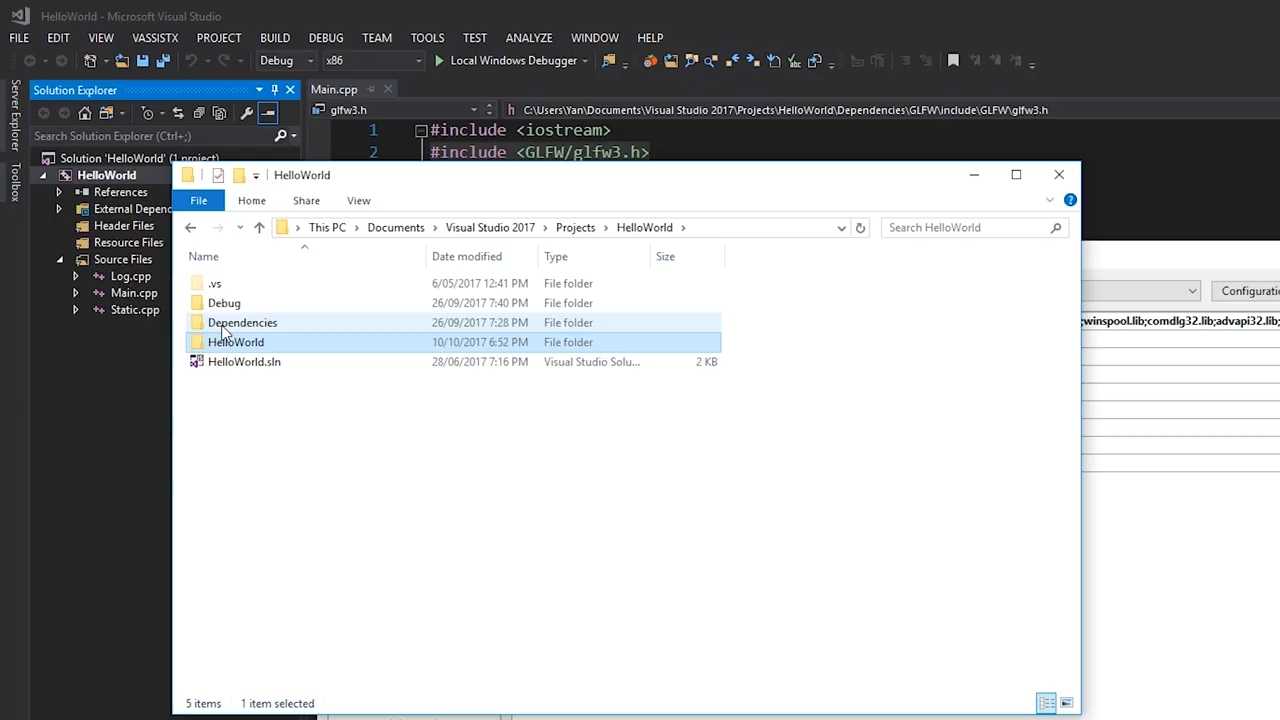 HelloWorld - Microsoft Visual Studio
FILE EDIT VIEW VASSISTX PROJECT BUILD DEBUG TEAM TOOLS TEST ANALYZE WINDOW HELP
Debug x86 Local Windows Debugger
Server Explorer
Toolbox
Solution Explorer
Search Solution Explorer (Ctrl+;)
Solution 'HelloWorld' (1 project)
HelloWorld
References
External Depend
Header Files
Resource Files
Source Files
Log.cpp
Main.cpp
Static.cpp
Main.cpp
glfw3.h C:\Users\Yan\Documents\Visual Studio 2017\Projects\HelloWorld\Dependencies\GLFW\include\GLFW\glfw3.h
1 #include <iostream>
2 #include <GLFW/glfw3.h>
HelloWorld
File Home Share View
This PC Documents Visual Studio 2017 Projects HelloWorld
Search HelloWorld
Name Date modified Type Size
.vs 6/05/2017 12:41 PM File folder
Debug 26/09/2017 7:40 PM File folder
Dependencies 26/09/2017 7:28 PM File folder
HelloWorld 10/10/2017 6:52 PM File folder
HelloWorld.sln 28/06/2017 7:16 PM Visual Studio Solu... 2 KB
5 items 1 item selected
Configuratio
;winspool.lib;comdlg32.lib;advapi32.lib;